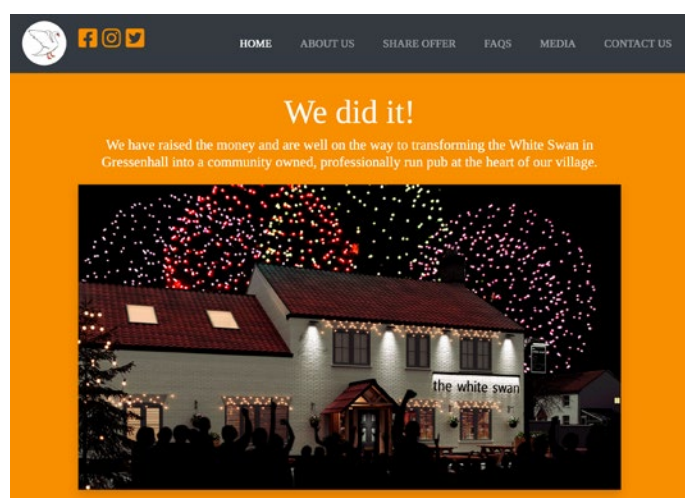 HOME ABOUT US SHARE OFFER FAQS MEDIA CONTACT US
We did it!
We have raised the money and are well on the way to transforming the White Swan in
Gressenhall into a community owned, professionally run pub at the heart of our village.
the white swan